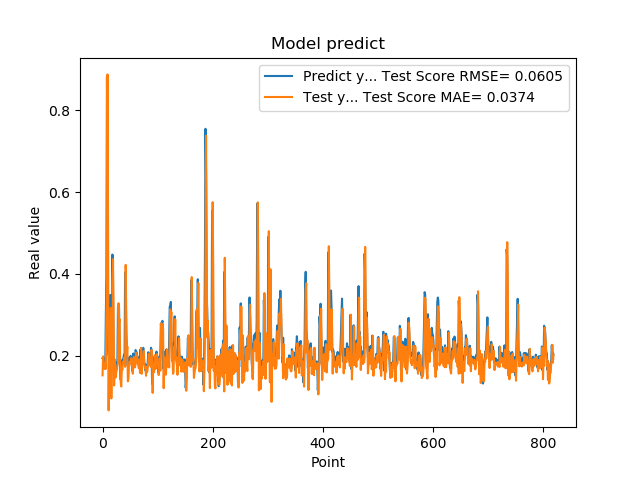 Model predict
Predict y... Test Score RMSE= 0.0605
Test y... Test Score MAE= 0.0374
0.8
0.6
0.4
0.2
Real value
0 200 400 600 800
Point